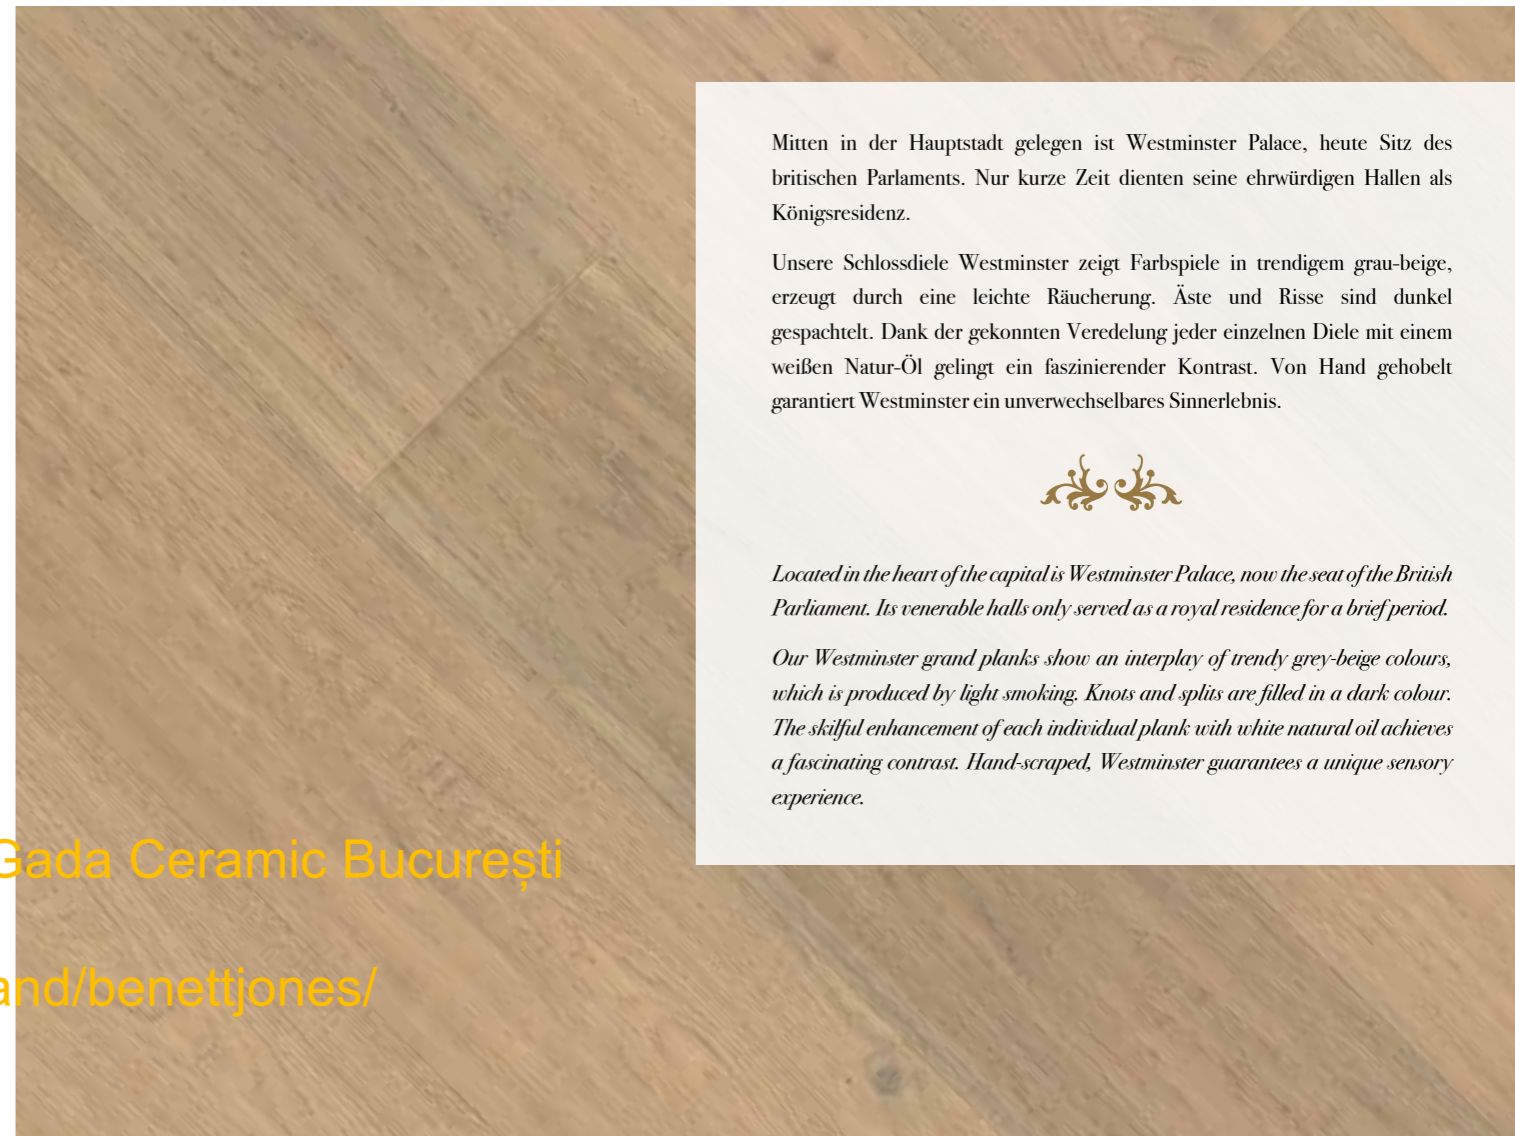 Mitten in der Hauptstadt gelegen ist Westminster Palace, heute Sitz des
britischen Parlaments. Nur kurze Zeit dienten seine ehrwürdigen Hallen als
Königsresidenz.
Unsere Schlossdiele Westminster zeigt Farbspiele in trendigem grau-beige,
erzeugt durch eine leichte Räucherung. Äste und Risse sind dunkel
gespachtelt. Dank der gekonnten Veredelung jeder einzelnen Diele mit einem
weißen Natur-Öl gelingt ein faszinierender Kontrast. Von Hand gehobelt
garantiert Westminster ein unverwechselbares Sinnerlebnis.
Located in the heart of the capital is Westminster Palace, now the seat of the British
Parliament. Its venerable halls only served as a royal residence for a brief period.
Our Westminster grand planks show an interplay of trendy grey-beige colours,
which is produced by light smoking. Knots and splits are filled in a dark colour.
The skilful enhancement of each individual plank with white natural oil achieves
a fascinating contrast. Hand-scraped, Westminster guarantees a unique sensory
experience.
Gada Ceramic București
and/benettjones/